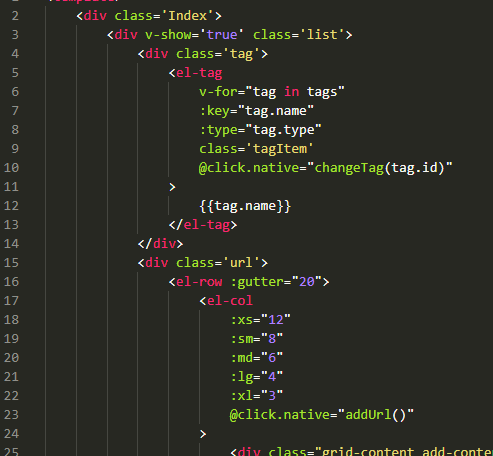 2 <div class='Index'>
3 <div v-show='true' class='list'>
4 <div class='tag'>
5 <el-tag
6 v-for="tag in tags"
7 :key="tag.name"
8 :type="tag.type"
9 class='tagItem'
10 @click.native="changeTag(tag.id)"
11 >
12 {{tag.name}}
13 </el-tag>
14 </div>
15 <div class='url'>
16 <el-row :gutter="20">
17 <el-col
18 :xs="12"
19 :sm="8"
20 :md="6"
21 :lg="4"
22 :xl="3"
23 @click.native="addUrl()"
24 >
25 <div class="grid-content add-conte